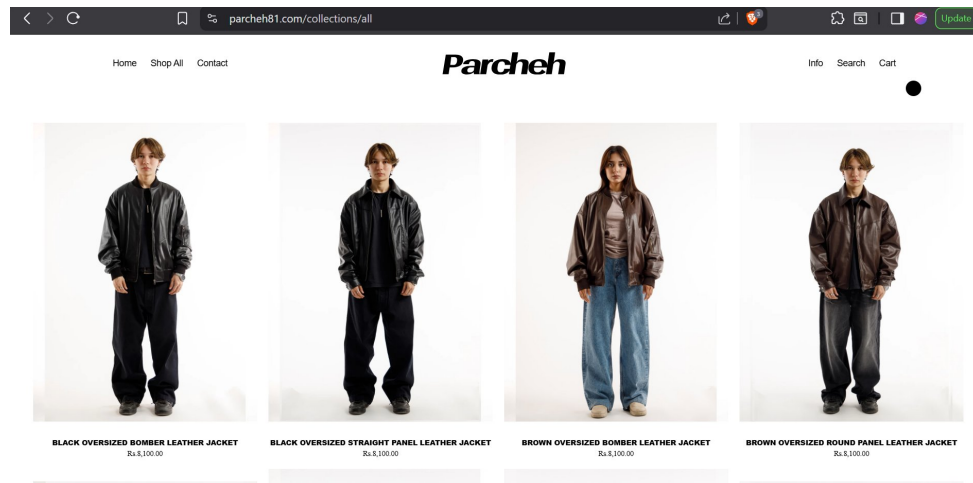 parcheh81.com/collections/all
5
Update
Home Shop All Contact
Parcheh
Info Search Cart
BLACK OVERSIZED BOMBER LEATHER JACKET
Rs.8,100.00
BLACK OVERSIZED STRAIGHT PANEL LEATHER JACKET
Rs.8,100.00
BROWN OVERSIZED BOMBER LEATHER JACKET
Rs.8,100.00
BROWN OVERSIZED ROUND PANEL LEATHER JACKET
Rs.8,100.00